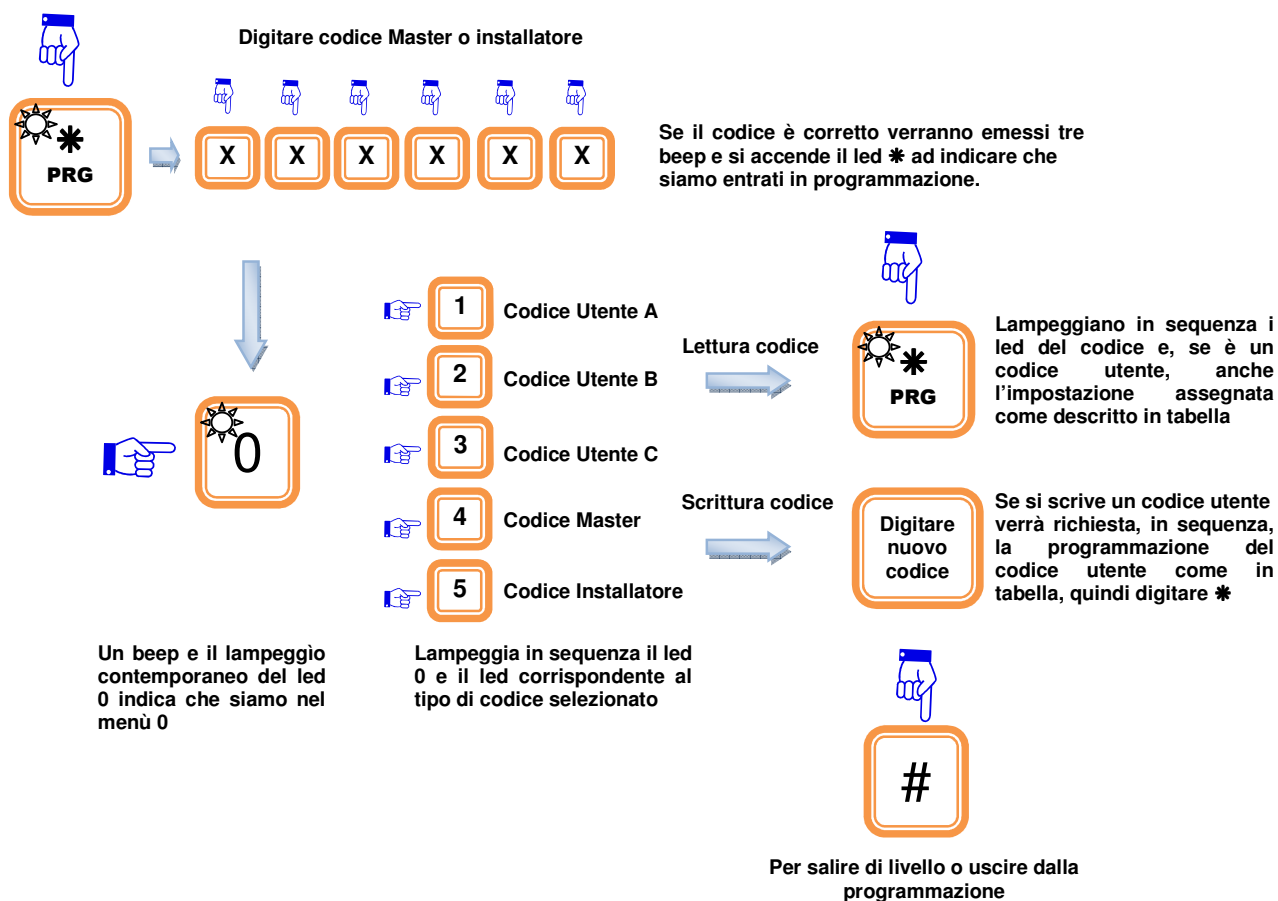 Digitare codice Master o installatore
✱
PRG
X X X X X X
Se il codice è corretto verranno emessi tre
beep e si accende il led ✱ ad indicare che
siamo entrati in programmazione.
0
Un beep e il lampeggìo
contemporaneo del led
0 indica che siamo nel
menù 0
1 Codice Utente A
2 Codice Utente B
3 Codice Utente C
4 Codice Master
5 Codice Installatore
Lampeggia in sequenza il led
0 e il led corrispondente al
tipo di codice selezionato
Lettura codice
✱
PRG
Lampeggiano in sequenza i
led del codice e, se è un
codice utente, anche
l'impostazione assegnata
come descritto in tabella
Scrittura codice
Digitare
nuovo
codice
Se si scrive un codice utente
verrà richiesta, in sequenza,
la programmazione del
codice utente come in
tabella, quindi digitare ✱
#
Per salire di livello o uscire dalla
programmazione